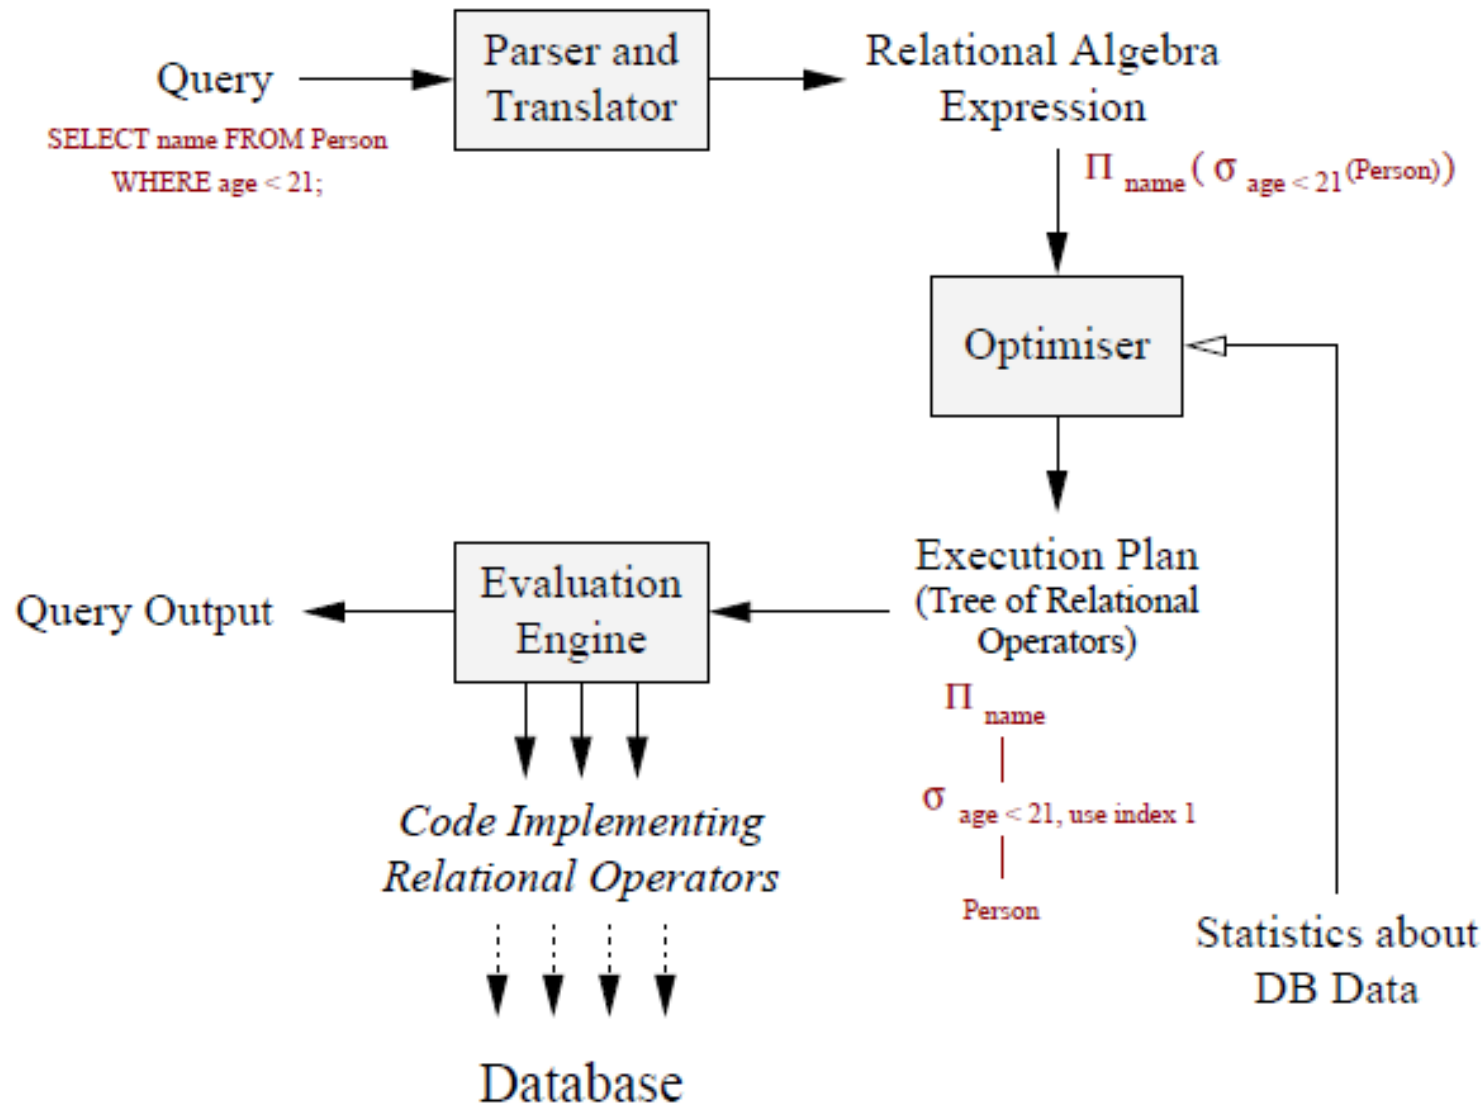 Query
SELECT name FROM Person
WHERE age < 21;
Parser and
Translator
Relational Algebra
Expression
Π name ( σ age < 21 (Person))
Optimiser
Execution Plan
(Tree of Relational
Operators)
Π name
σ age < 21, use index 1
Person
Statistics about
DB Data
Evaluation
Engine
Query Output
Code Implementing
Relational Operators
Database